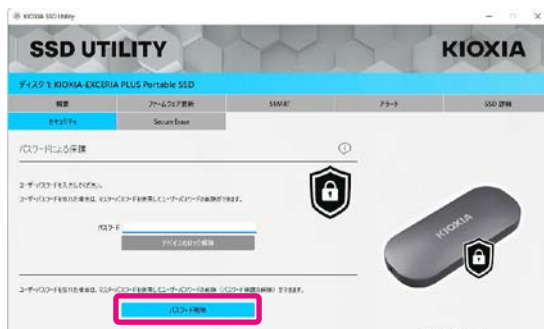 KIOXIA SSD Utility
SSD UTILITY
KIOXIA
ディスク 1: KIOXIA-EXCERIA PLUS Portable SSD
概要
ファームウェア更新
SMART
アラート
SSD 詳細
セキュリティ
Secure Erase
パスワードによる保護
ユーザーパスワードを入力してください。
ユーザーパスワードを忘れた場合は、マスターパスワードを使用してユーザーパスワードの削除ができます。
パスワード
デバイスのロック解除
ユーザーパスワードを忘れた場合は、マスターパスワードを使用してユーザーパスワードの削除（パスワード保護の解除）ができます。
パスワード削除
KIOXIA